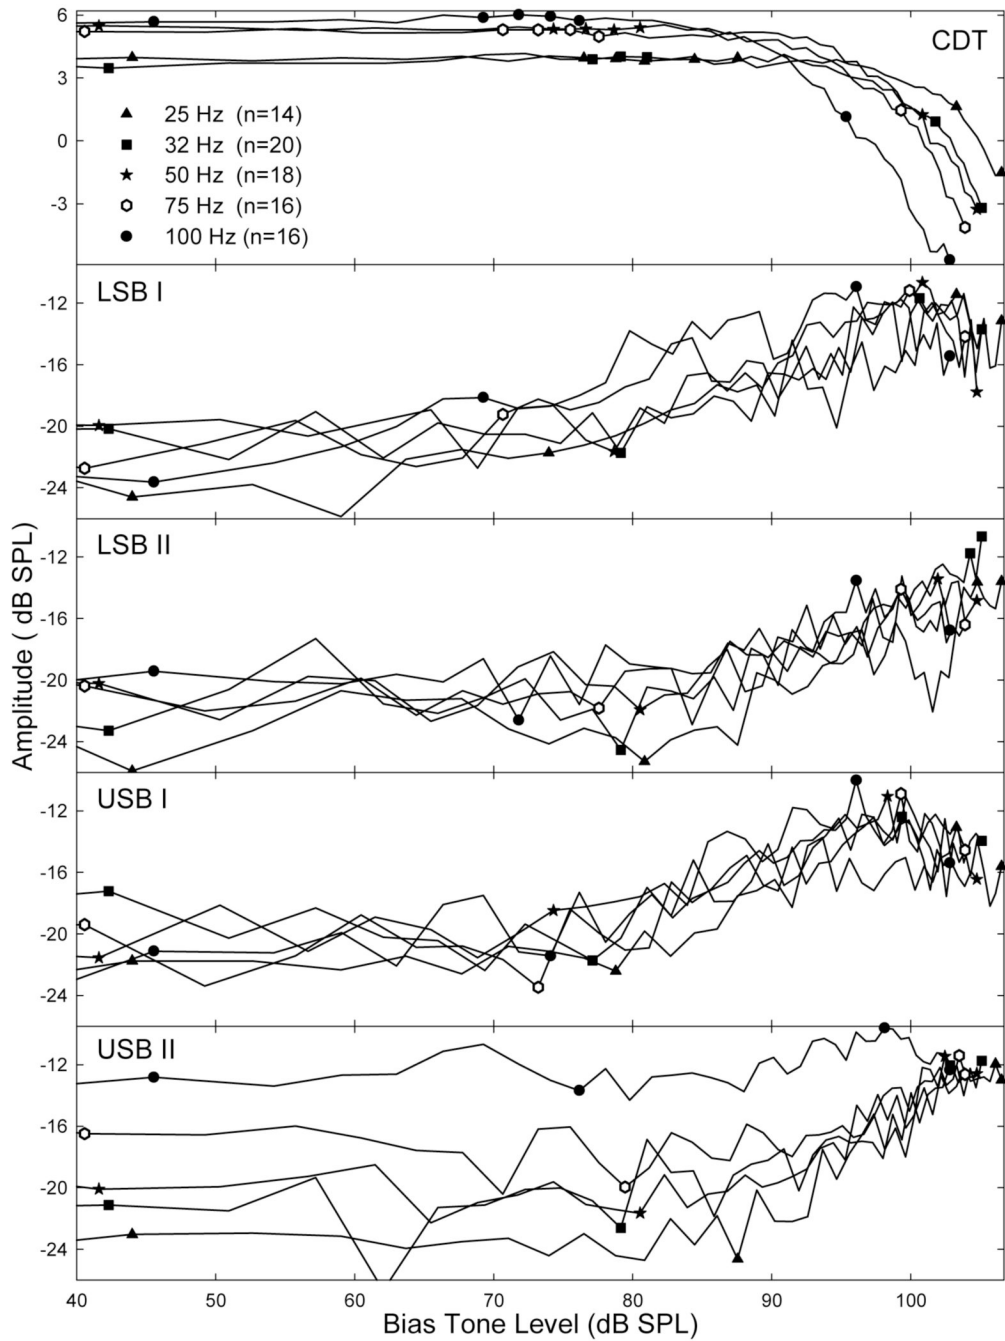 6
3
0
-3
CDT
25 Hz (n=14)
32 Hz (n=20)
50 Hz (n=18)
75 Hz (n=16)
100 Hz (n=16)
LSB I
-12
-16
-20
-24
LSB II
-12
-16
-20
-24
USB I
-12
-16
-20
-24
USB II
-12
-16
-20
-24
Amplitude ( dB SPL)
40 50 60 70 80 90 100
Bias Tone Level (dB SPL)